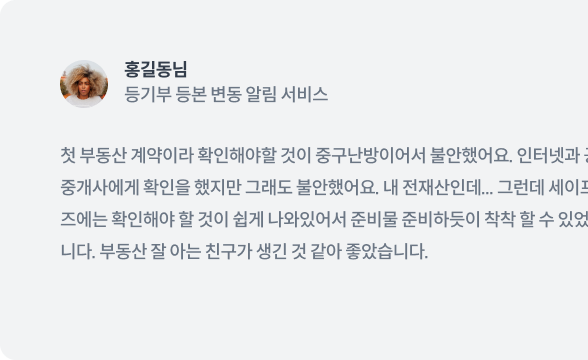 홍길동님
등기부 등본 변동 알림 서비스
첫 부동산 계약이라 확인해야할 것이 중구난방이어서 불안했어요. 인터넷과
중개사에게 확인을 했지만 그래도 불안했어요. 내 전재산인데... 그런데 세이프
즈에는 확인해야 할 것이 쉽게 나와있어서 준비물 준비하듯이 착착 할 수 있었
니다. 부동산 잘 아는 친구가 생긴 것 같아 좋았습니다.